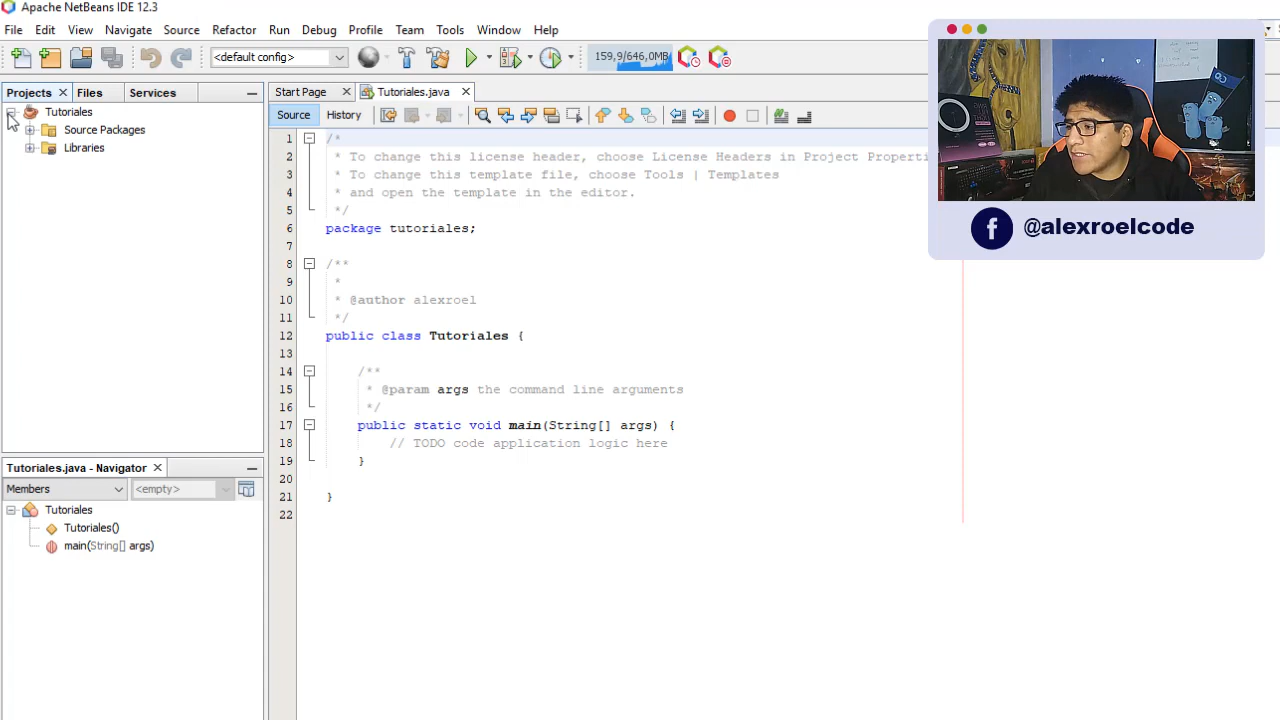 Apache NetBeans IDE 12.3
File Edit View Navigate Source Refactor Run Debug Profile Team Tools Window Help
<default config>
159,9/646,0MB
Projects Files Services
Start Page Tutoriales.java
Tutoriales
Source Packages
Libraries
Source History
1 /*
2 * To change this license header, choose License Headers in Project Properti
3 * To change this template file, choose Tools | Templates
4 * and open the template in the editor.
5 */
6 package tutoriales;
7
8 /**
9 *
10 * @author alexroel
11 */
12 public class Tutoriales {
13
14 /**
15 * @param args the command line arguments
16 */
17 public static void main(String[] args) {
18 // TODO code application logic here
19 }
20
21 }
22
@alexroelcode
Tutoriales.java - Navigator
Members <empty>
Tutoriales
Tutoriales()
main(String[] args)